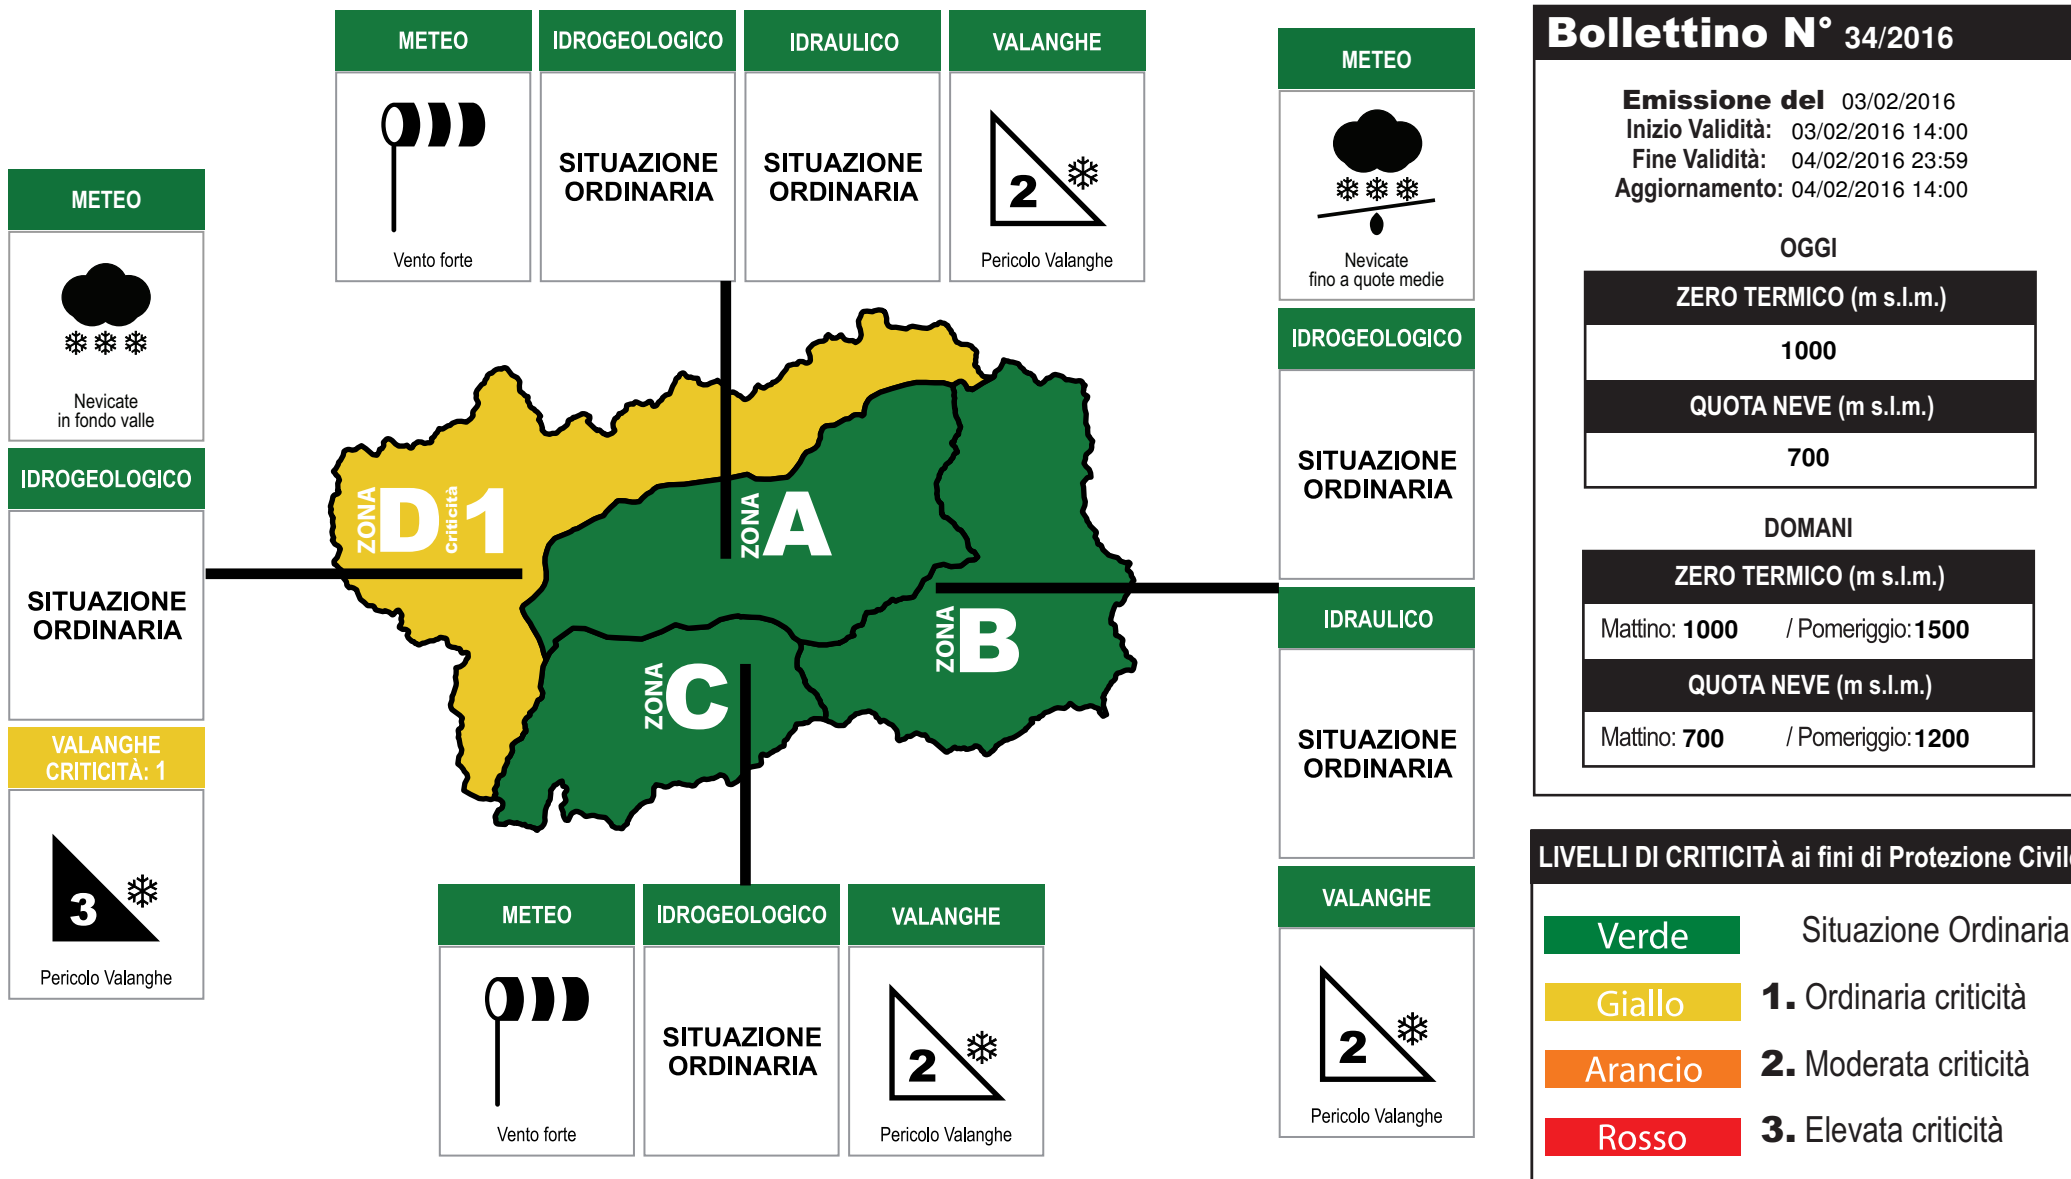 METEO
IDROGEOLOGICO
IDRAULICO
VALANGHE
Vento forte
SITUAZIONE
ORDINARIA
SITUAZIONE
ORDINARIA
2
Pericolo Valanghe
METEO
Nevicate
in fondo valle
IDROGEOLOGICO
SITUAZIONE
ORDINARIA
VALANGHE
CRITICITÀ: 1
3
Pericolo Valanghe
ZONA D Criticità 1
ZONA A
ZONA B
ZONA C
METEO
IDROGEOLOGICO
VALANGHE
Vento forte
SITUAZIONE
ORDINARIA
2
Pericolo Valanghe
METEO
Nevicate
fino a quote medie
IDROGEOLOGICO
SITUAZIONE
ORDINARIA
IDRAULICO
SITUAZIONE
ORDINARIA
VALANGHE
2
Pericolo Valanghe
Bollettino N° 34/2016
Emissione del 03/02/2016
Inizio Validità: 03/02/2016 14:00
Fine Validità: 04/02/2016 23:59
Aggiornamento: 04/02/2016 14:00
OGGI
ZERO TERMICO (m s.l.m.)
1000
QUOTA NEVE (m s.l.m.)
700
DOMANI
ZERO TERMICO (m s.l.m.)
Mattino: 1000 / Pomeriggio: 1500
QUOTA NEVE (m s.l.m.)
Mattino: 700 / Pomeriggio: 1200
LIVELLI DI CRITICITÀ ai fini di Protezione Civile
Verde Situazione Ordinaria
Giallo 1. Ordinaria criticità
Arancio 2. Moderata criticità
Rosso 3. Elevata criticità